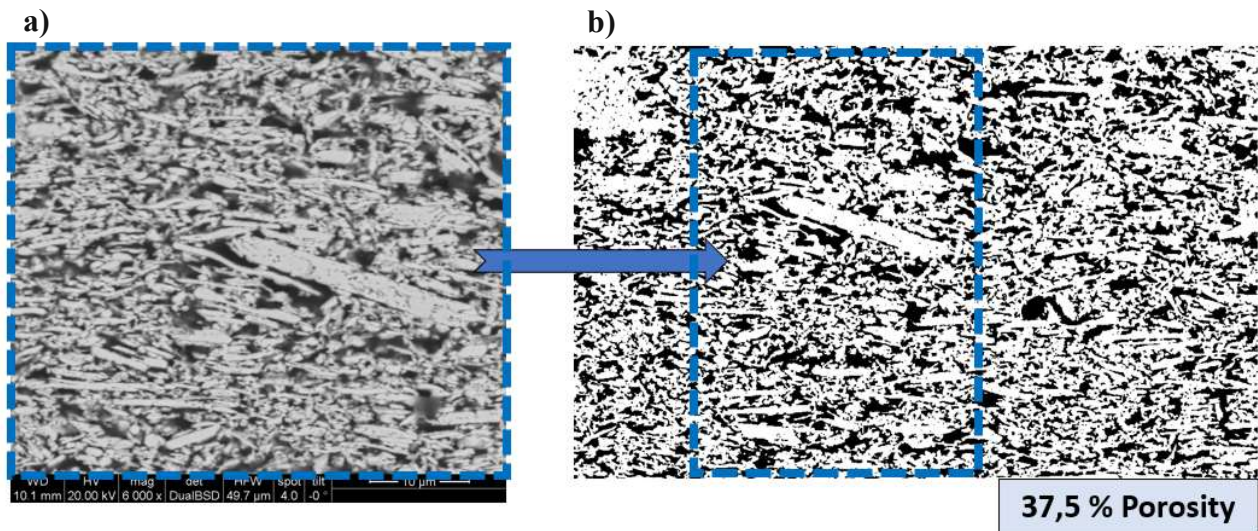 a)
b)
WD HV mag det HFW spot tilt 10 µm
10.1 mm 20.00 kV 6 000 x DualBSD 49.7 µm 4.0 -0°
37,5 % Porosity